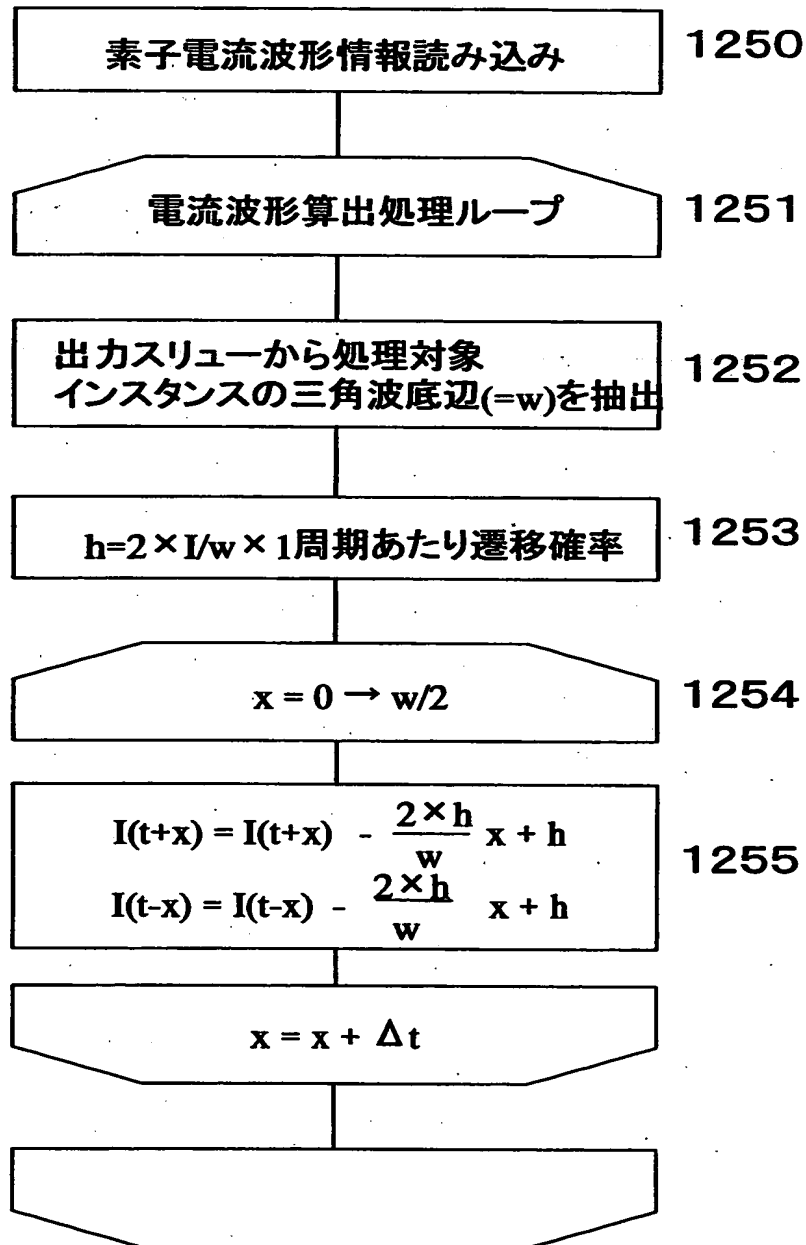 素子電流波形情報読み込み 1250
電流波形算出処理ループ 1251
出力スリューから処理対象
インスタンスの三角波底辺(=w)を抽出 1252
h=2×I/w×1周期あたり遷移確率 1253
x = 0 → w/2 1254
I(t+x) = I(t+x) - 2×h/w x + h
I(t-x) = I(t-x) - 2×h/w x + h 1255
x = x + Δt